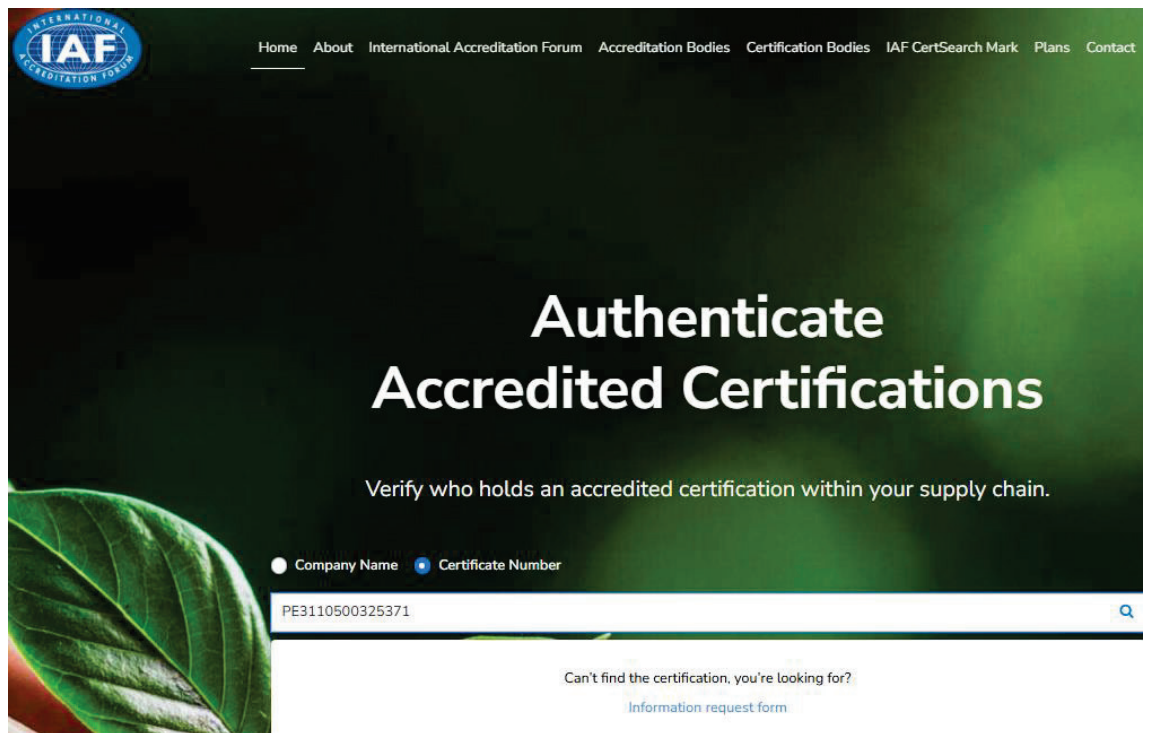 INTERNATIONAL
IAF
ACCREDITATION FORUM
Home About International Accreditation Forum Accreditation Bodies Certification Bodies IAF CertSearch Mark Plans Contact
Authenticate
Accredited Certifications
Verify who holds an accredited certification within your supply chain.
Company Name Certificate Number
PE3110500325371
Can't find the certification, you're looking for?
Information request form